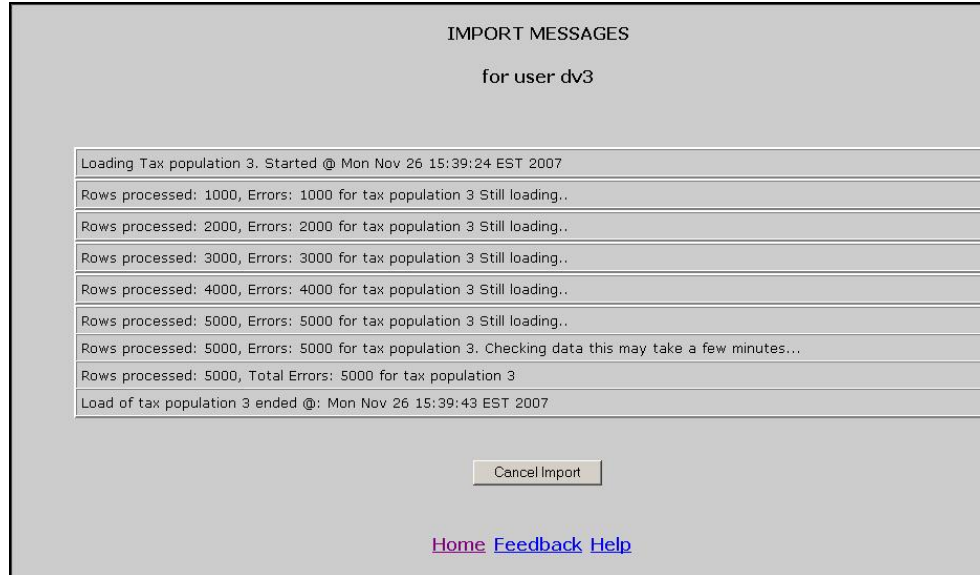 IMPORT MESSAGES
for user dv3
Loading Tax population 3. Started @ Mon Nov 26 15:39:24 EST 2007
Rows processed: 1000, Errors: 1000 for tax population 3 Still loading..
Rows processed: 2000, Errors: 2000 for tax population 3 Still loading..
Rows processed: 3000, Errors: 3000 for tax population 3 Still loading..
Rows processed: 4000, Errors: 4000 for tax population 3 Still loading..
Rows processed: 5000, Errors: 5000 for tax population 3 Still loading..
Rows processed: 5000, Errors: 5000 for tax population 3. Checking data this may take a few minutes...
Rows processed: 5000, Total Errors: 5000 for tax population 3
Load of tax population 3 ended @: Mon Nov 26 15:39:43 EST 2007
Cancel Import
Home Feedback Help